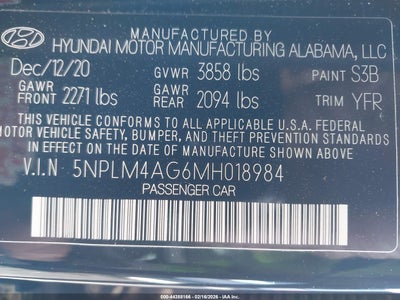 HYUNDAI MOTOR MANUFACTURING ALABAMA, LLC
Dec/12/20 GVWR 3858 lbs PAINT S3B
GAWR FRONT 2271 lbs GAWR REAR 2094 lbs TRIM YFR
THIS VEHICLE CONFORMS TO ALL APPLICABLE U.S.A. FEDERAL
MOTOR VEHICLE SAFETY, BUMPER, AND THEFT PREVENTION STANDARDS
IN EFFECT ON THE DATE OF MANUFACTURE SHOWN ABOVE.
V.I.N 5NPLM4AG6MH018984
PASSENGER CAR